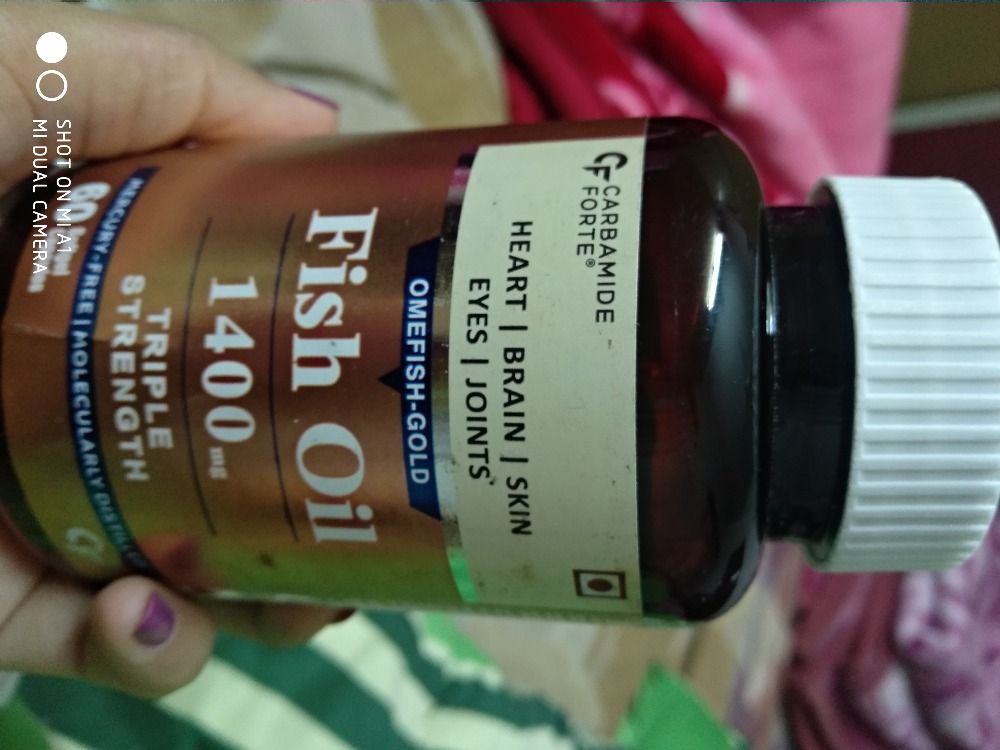 CARBAMIDE
FORTE®
HEART | BRAIN | SKIN
EYES | JOINTS
OMEFISH-GOLD
Fish Oil
1400 mg
TRIPLE
STRENGTH
MERCURY-FREE | MOLECULARLY DISTILLED
60
SHOT ON MI A1
MI DUAL CAMERA